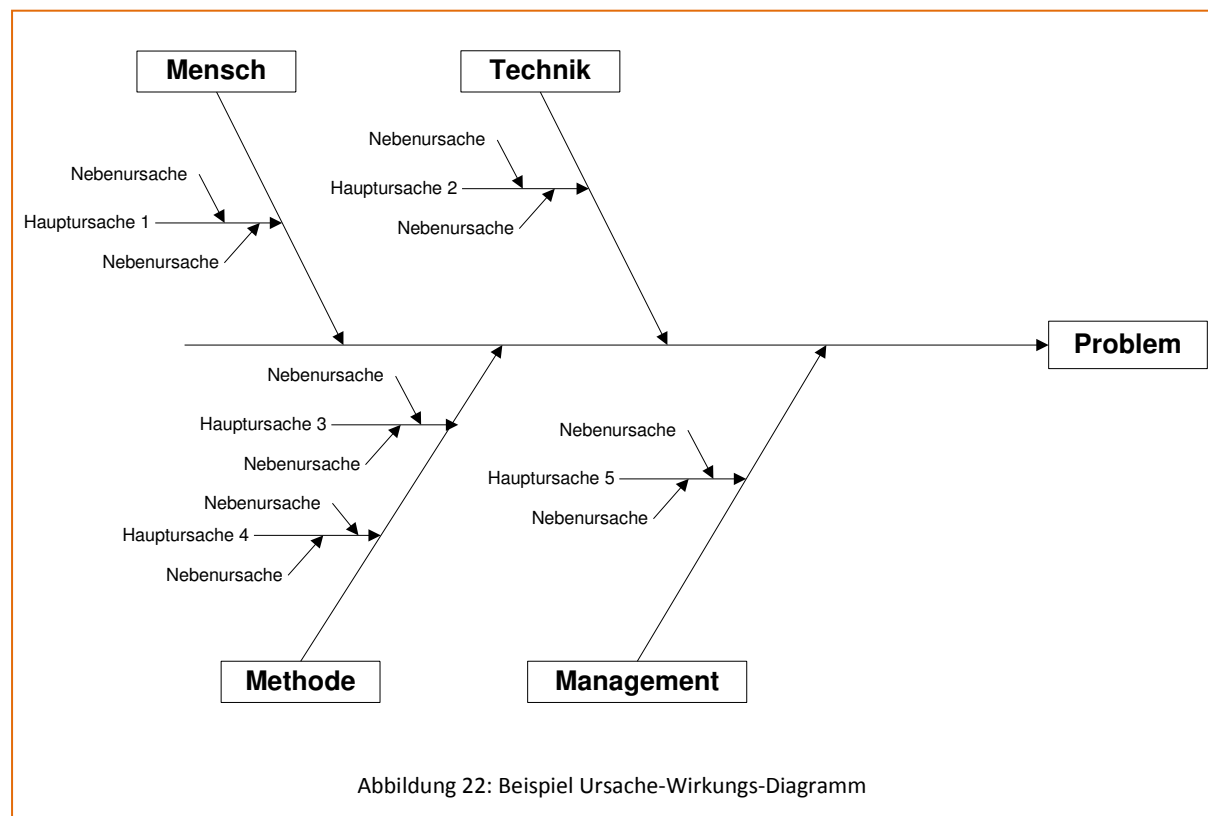 Mensch
Technik
Nebenursache
Nebenursache
Hauptursache 2
Hauptursache 1
Nebenursache
Nebenursache
Problem
Nebenursache
Hauptursache 3
Nebenursache
Nebenursache
Hauptursache 5
Nebenursache
Nebenursache
Hauptursache 4
Nebenursache
Methode
Management
Abbildung 22: Beispiel Ursache-Wirkungs-Diagramm